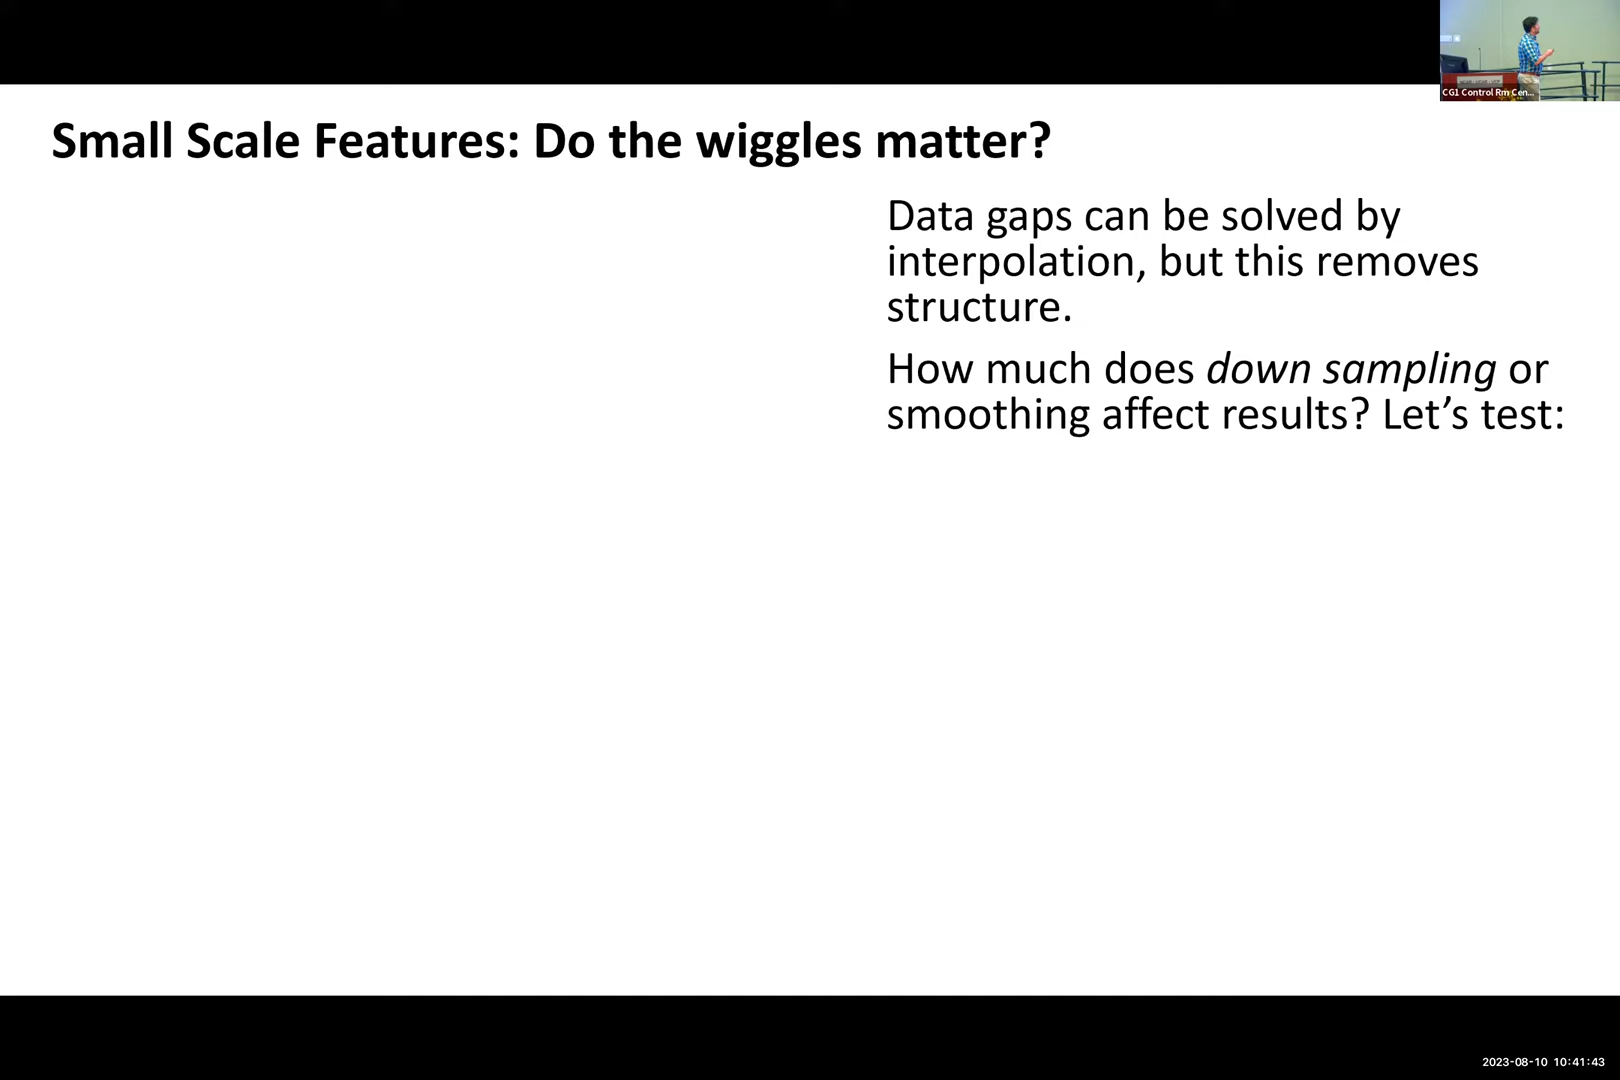 CG1 Control Rm Cen...
Small Scale Features: Do the wiggles matter?
Data gaps can be solved by
interpolation, but this removes
structure.
How much does down sampling or
smoothing affect results? Let’s test:
2023-08-10 10:41:43